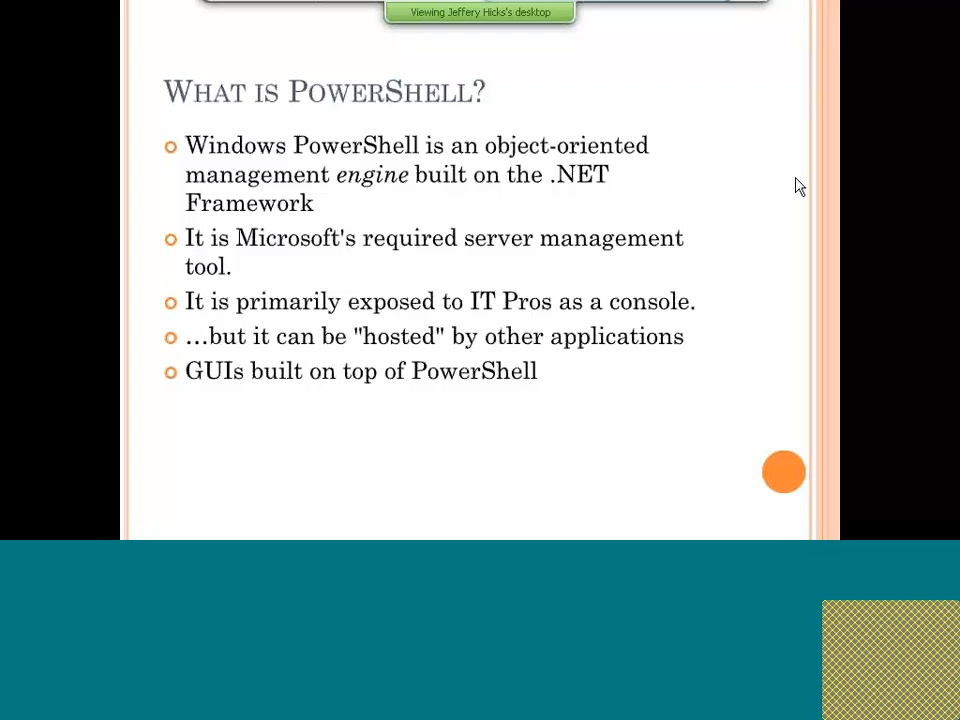 Viewing Jeffery Hicks's desktop
WHAT IS POWERSHELL?
Windows PowerShell is an object-oriented
management engine built on the .NET
Framework
It is Microsoft's required server management
tool.
It is primarily exposed to IT Pros as a console.
…but it can be "hosted" by other applications
GUIs built on top of PowerShell